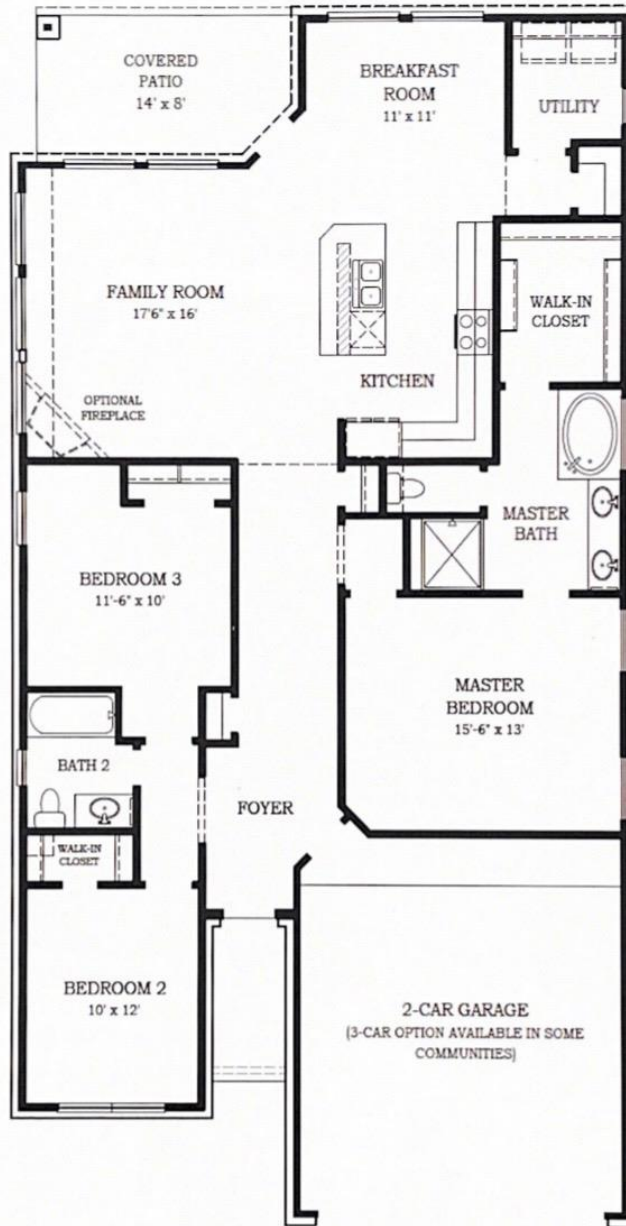 COVERED
PATIO
14' x 8'
BREAKFAST
ROOM
11' x 11'
UTILITY
FAMILY ROOM
17'6" x 16'
WALK-IN
CLOSET
OPTIONAL
FIREPLACE
KITCHEN
MASTER
BATH
BEDROOM 3
11'-6" x 10'
MASTER
BEDROOM
15'-6" x 13'
BATH 2
FOYER
WALK-IN
CLOSET
BEDROOM 2
10' x 12'
2-CAR GARAGE
(3-CAR OPTION AVAILABLE IN SOME
COMMUNITIES)